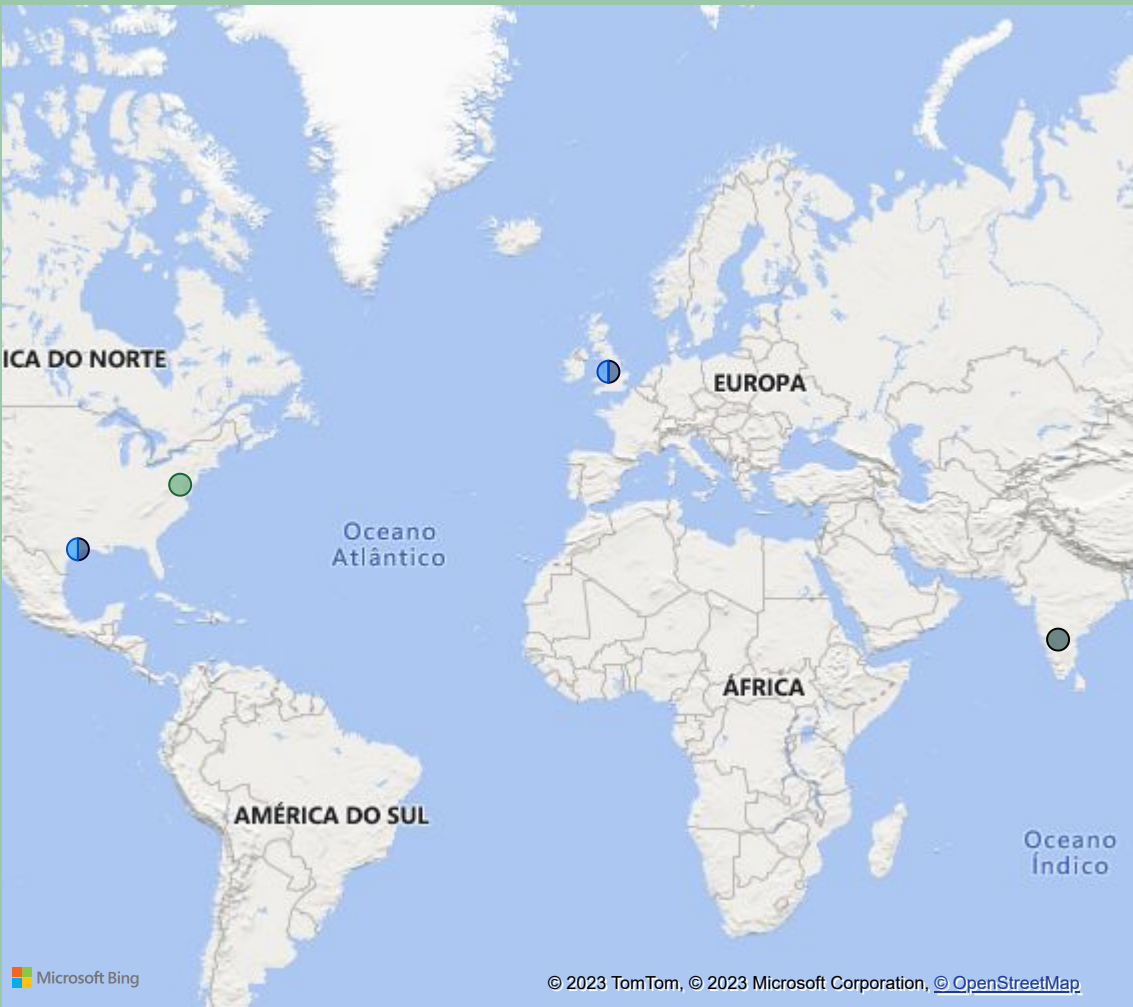 ICA DO NORTE
EUROPA
Oceano
Atlântico
ÁFRICA
AMÉRICA DO SUL
Oceano
Índico
Microsoft Bing
© 2023 TomTom, © 2023 Microsoft Corporation, © OpenStreetMap